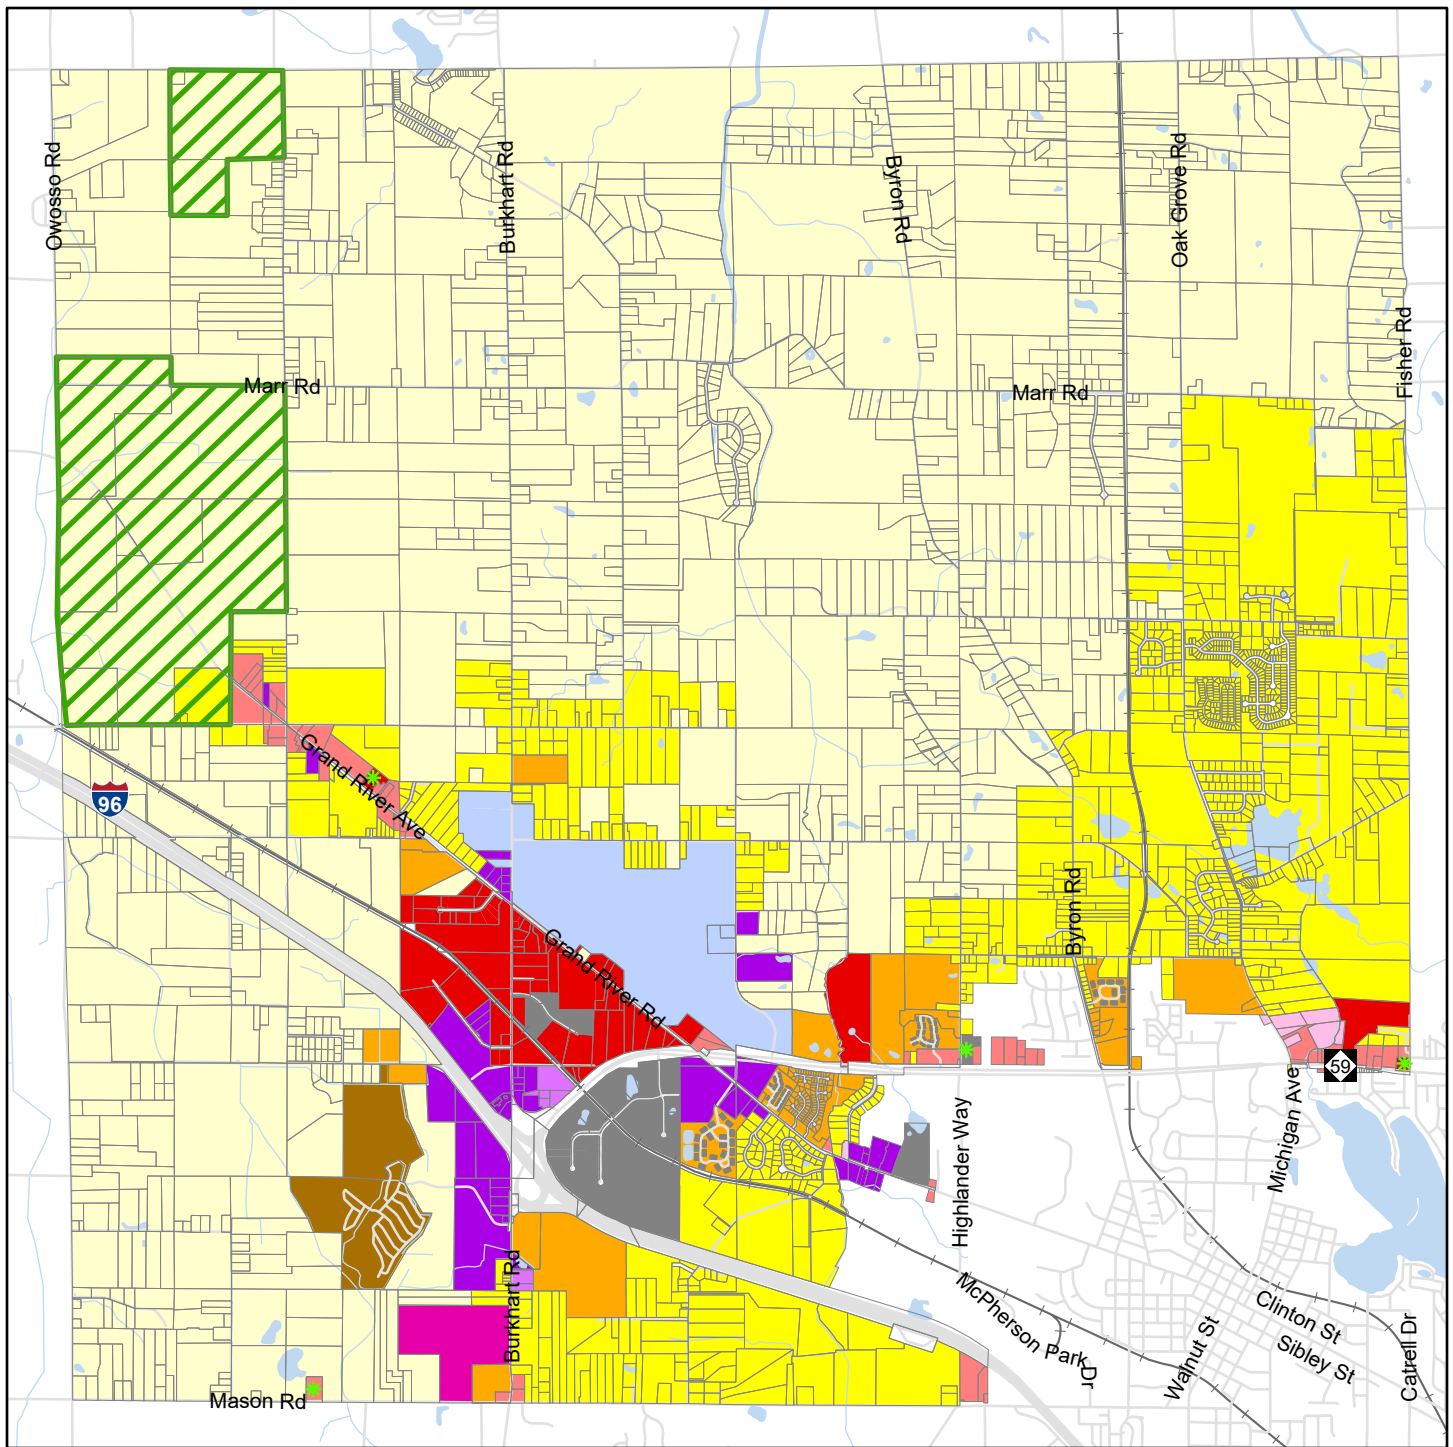 Owosso Rd
Burkhart Rd
Byron Rd
Oak Grove Rd
Fisher Rd
Marr Rd
Marr Rd
Grand River Ave
96
Byron Rd
Grand River Rd
59
Michigan Ave
Highlander Way
Burkhart Rd
McPherson Park Dr
Clinton St
Sibley St
Walnut St
Catrell Dr
Mason Rd